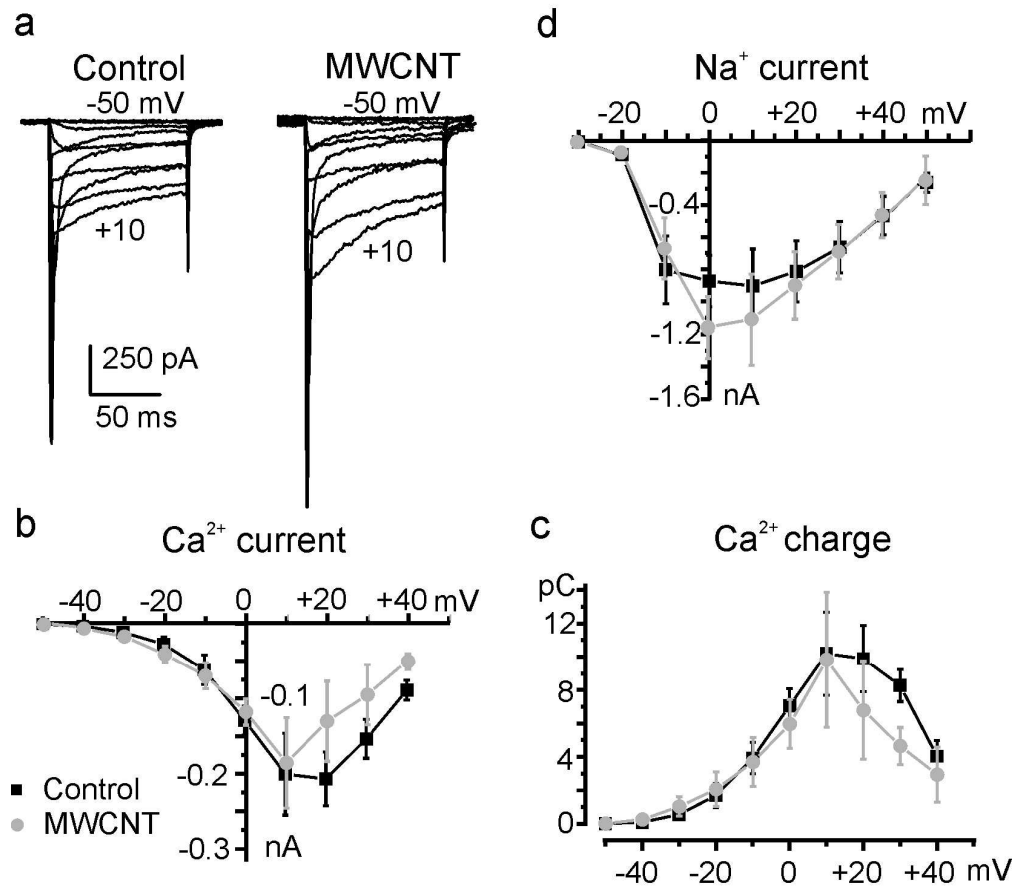 a
Control
-50 mV
+10
250 pA
50 ms
MWCNT
-50 mV
+10
d
Na⁺ current
-20 0 +20 +40 mV
-0.4
-1.2
-1.6 nA
b
Ca²⁺ current
-40 -20 0 +20 +40 mV
-0.1
-0.2
-0.3 nA
Control
MWCNT
c
Ca²⁺ charge
pC
12
8
4
0
-40 -20 0 +20 +40 mV